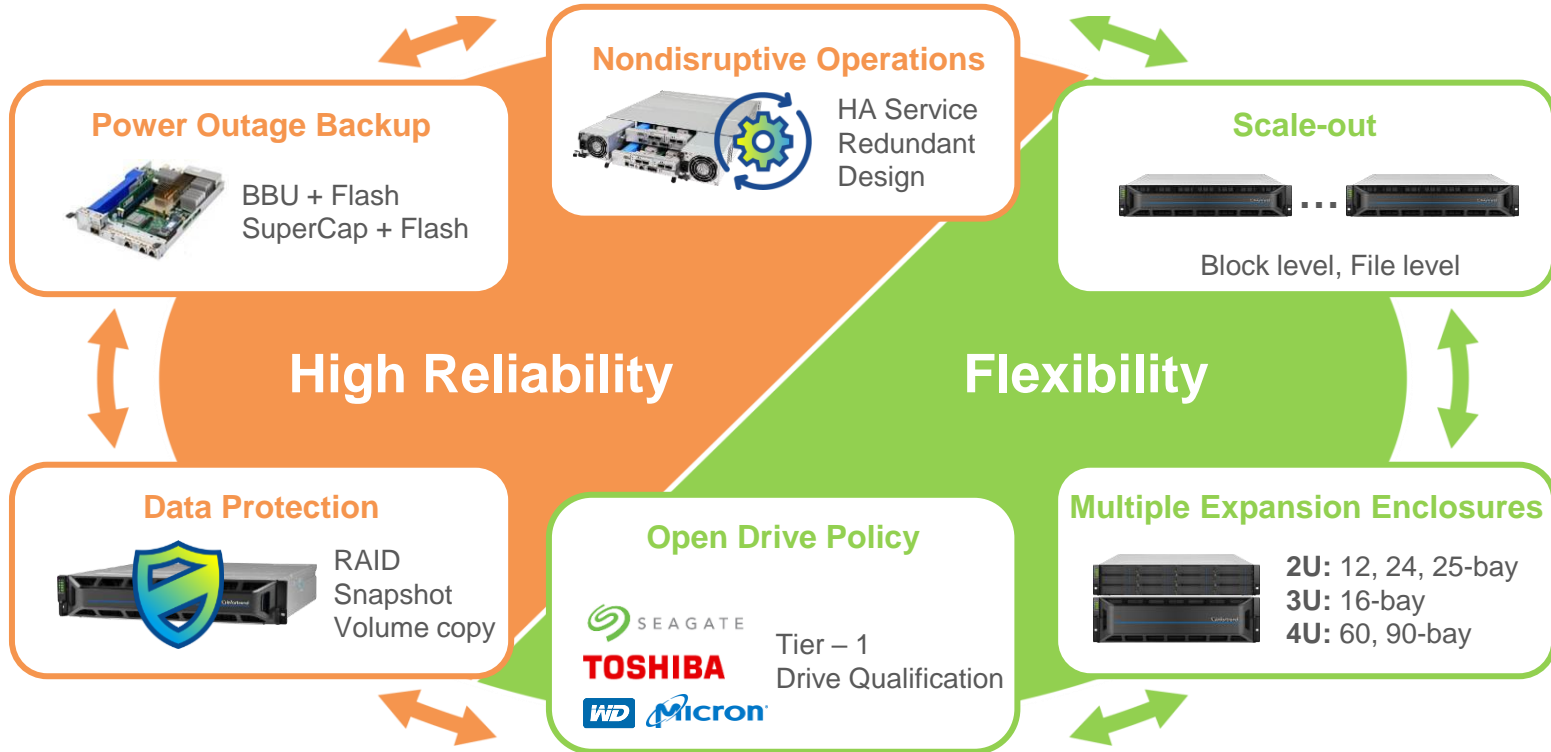 Nondisruptive Operations
HA Service
Redundant
Design
Power Outage Backup
BBU + Flash
SuperCap + Flash
Scale-out
...
Block level, File level
High Reliability
Flexibility
Data Protection
RAID
Snapshot
Volume copy
Infortrend
Open Drive Policy
SEAGATE
TOSHIBA
WD Micron
Tier – 1
Drive Qualification
Multiple Expansion Enclosures
2U: 12, 24, 25-bay
3U: 16-bay
4U: 60, 90-bay